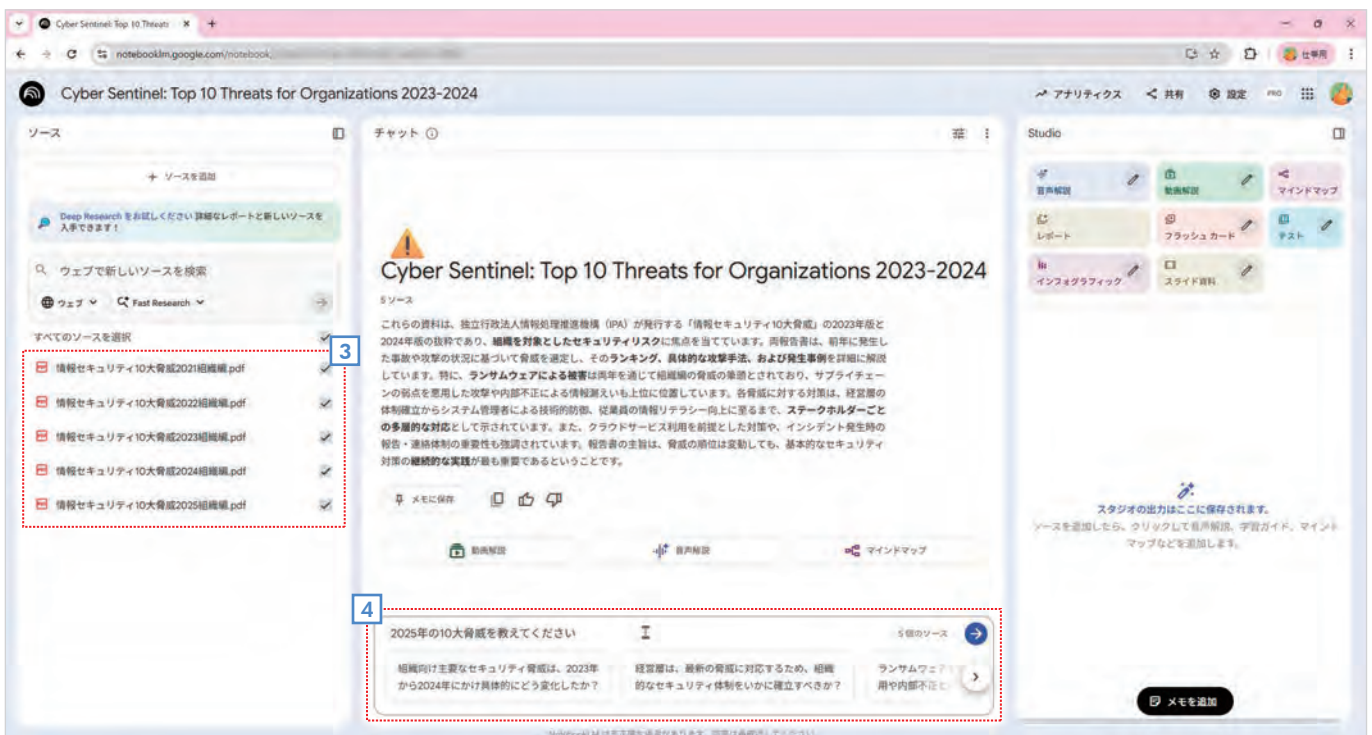 Cyber Sentinel: Top 10 Threats
notebooklm.google.com/notebook
仕事用
Cyber Sentinel: Top 10 Threats for Organizations 2023-2024
アナリティクス
共有
設定
PRO
ソース
+ ソースを追加
Deep Research をお試しください 詳細なレポートと新しいソースを
入手できます！
ウェブで新しいソースを検索
ウェブ
Fast Research
すべてのソースを選択
3
情報セキュリティ10大脅威2021組織編.pdf
情報セキュリティ10大脅威2022組織編.pdf
情報セキュリティ10大脅威2023組織編.pdf
情報セキュリティ10大脅威2024組織編.pdf
情報セキュリティ10大脅威2025組織編.pdf
チャット
Cyber Sentinel: Top 10 Threats for Organizations 2023-2024
5 ソース
これらの資料は、独立行政法人情報処理推進機構（IPA）が発行する「情報セキュリティ10大脅威」の2023年版と
2024年版の抜粋であり、組織を対象としたセキュリティリスクに焦点を当てています。両報告書は、前年に発生し
た事故や攻撃の状況に基づいて脅威を選定し、そのランキング、具体的な攻撃手法、および発生事例を詳細に解説
しています。特に、ランサムウェアによる被害は両年を通じて組織編の脅威の筆頭とされており、サプライチェー
ンの弱点を悪用した攻撃や内部不正による情報漏えいも上位に位置しています。各脅威に対する対策は、経営層の
体制確立からシステム管理者による技術的防御、従業員の情報リテラシー向上に至るまで、ステークホルダーごと
の多層的な対応として示されています。また、クラウドサービス利用を前提とした対策や、インシデント発生時の
報告・連絡体制の重要性も強調されています。報告書の主旨は、脅威の順位は変動しても、基本的なセキュリティ
対策の継続的な実践が最も重要であるということです。
メモに保存
動画解説
音声解説
マインドマップ
4
2025年の10大脅威を教えてください
5 個のソース
組織向け主要なセキュリティ脅威は、2023年
から2024年にかけ具体的にどう変化したか？
経営層は、最新の脅威に対応するため、組織
的なセキュリティ体制をいかに確立すべきか？
ランサムウェア
用や内部不正と
Studio
音声解説
動画解説
マインドマップ
レポート
フラッシュ カード
テスト
インフォグラフィック
スライド資料
スタジオの出力はここに保存されます。
ソースを追加したら、クリックして音声解説、学習ガイド、マインド
マップなどを追加します。
メモを追加